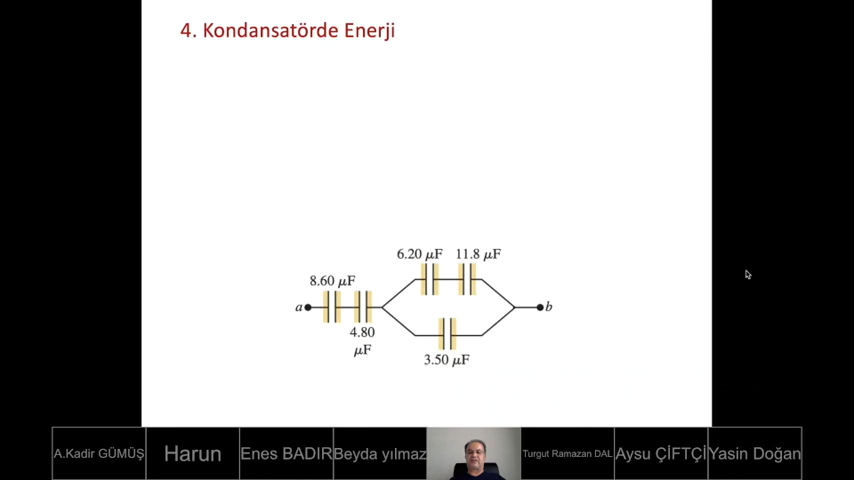 4. Kondansatörde Enerji
6.20 μF 11.8 μF
8.60 μF
a
b
4.80
μF
3.50 μF
A.Kadir GÜMÜŞ
Harun
Enes BADIR
Beyda yılmaz
Turgut Ramazan DAL
Aysu ÇİFTÇİ
Yasin Doğan